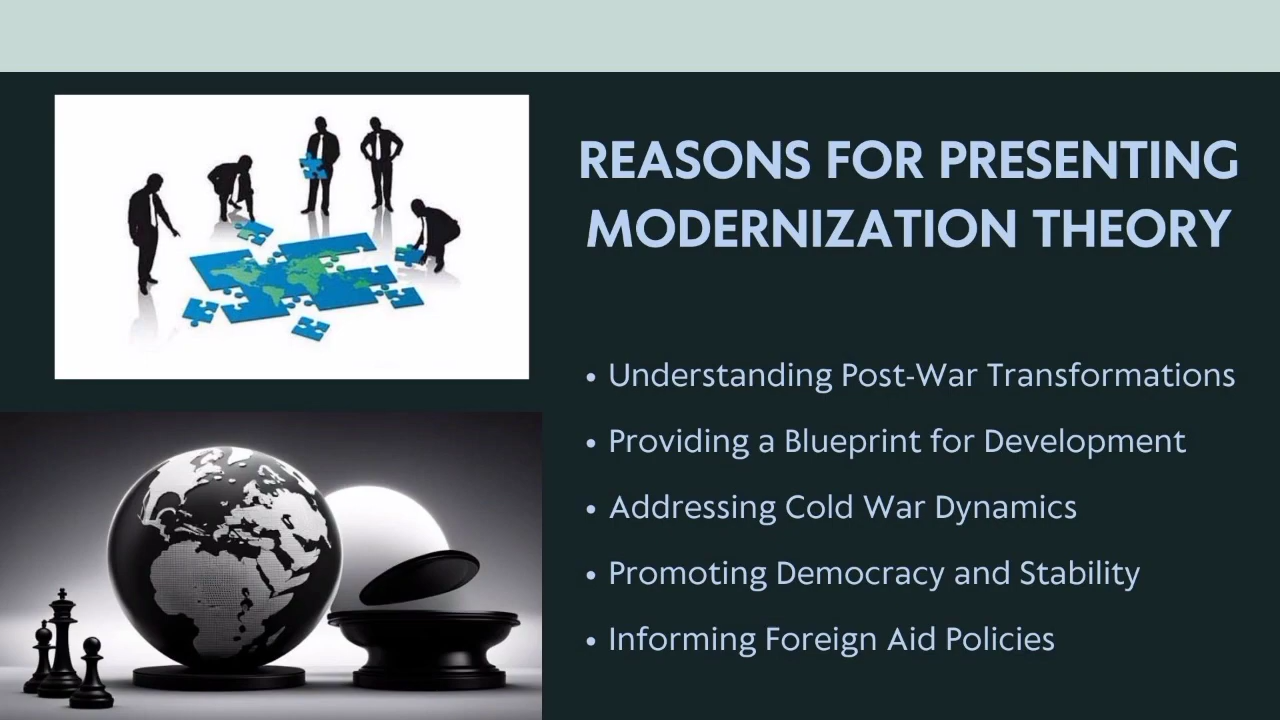 REASONS FOR PRESENTING
MODERNIZATION THEORY
• Understanding Post-War Transformations
• Providing a Blueprint for Development
• Addressing Cold War Dynamics
• Promoting Democracy and Stability
• Informing Foreign Aid Policies